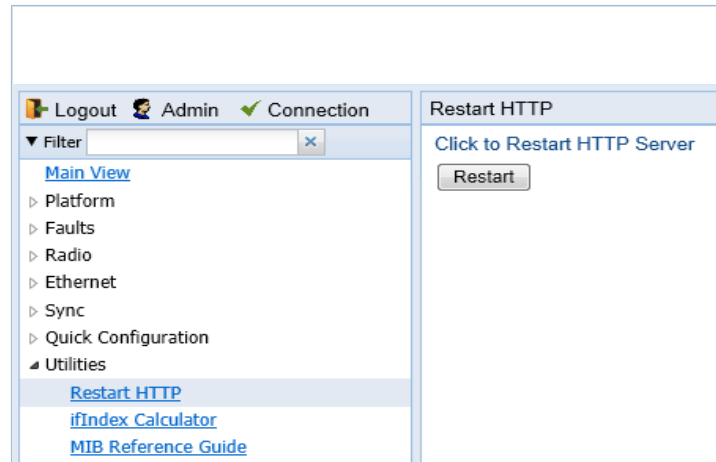 Logout Admin Connection
Filter
Main View
Platform
Faults
Radio
Ethernet
Sync
Quick Configuration
Utilities
Restart HTTP
ifIndex Calculator
MIB Reference Guide
Restart HTTP
Click to Restart HTTP Server
Restart